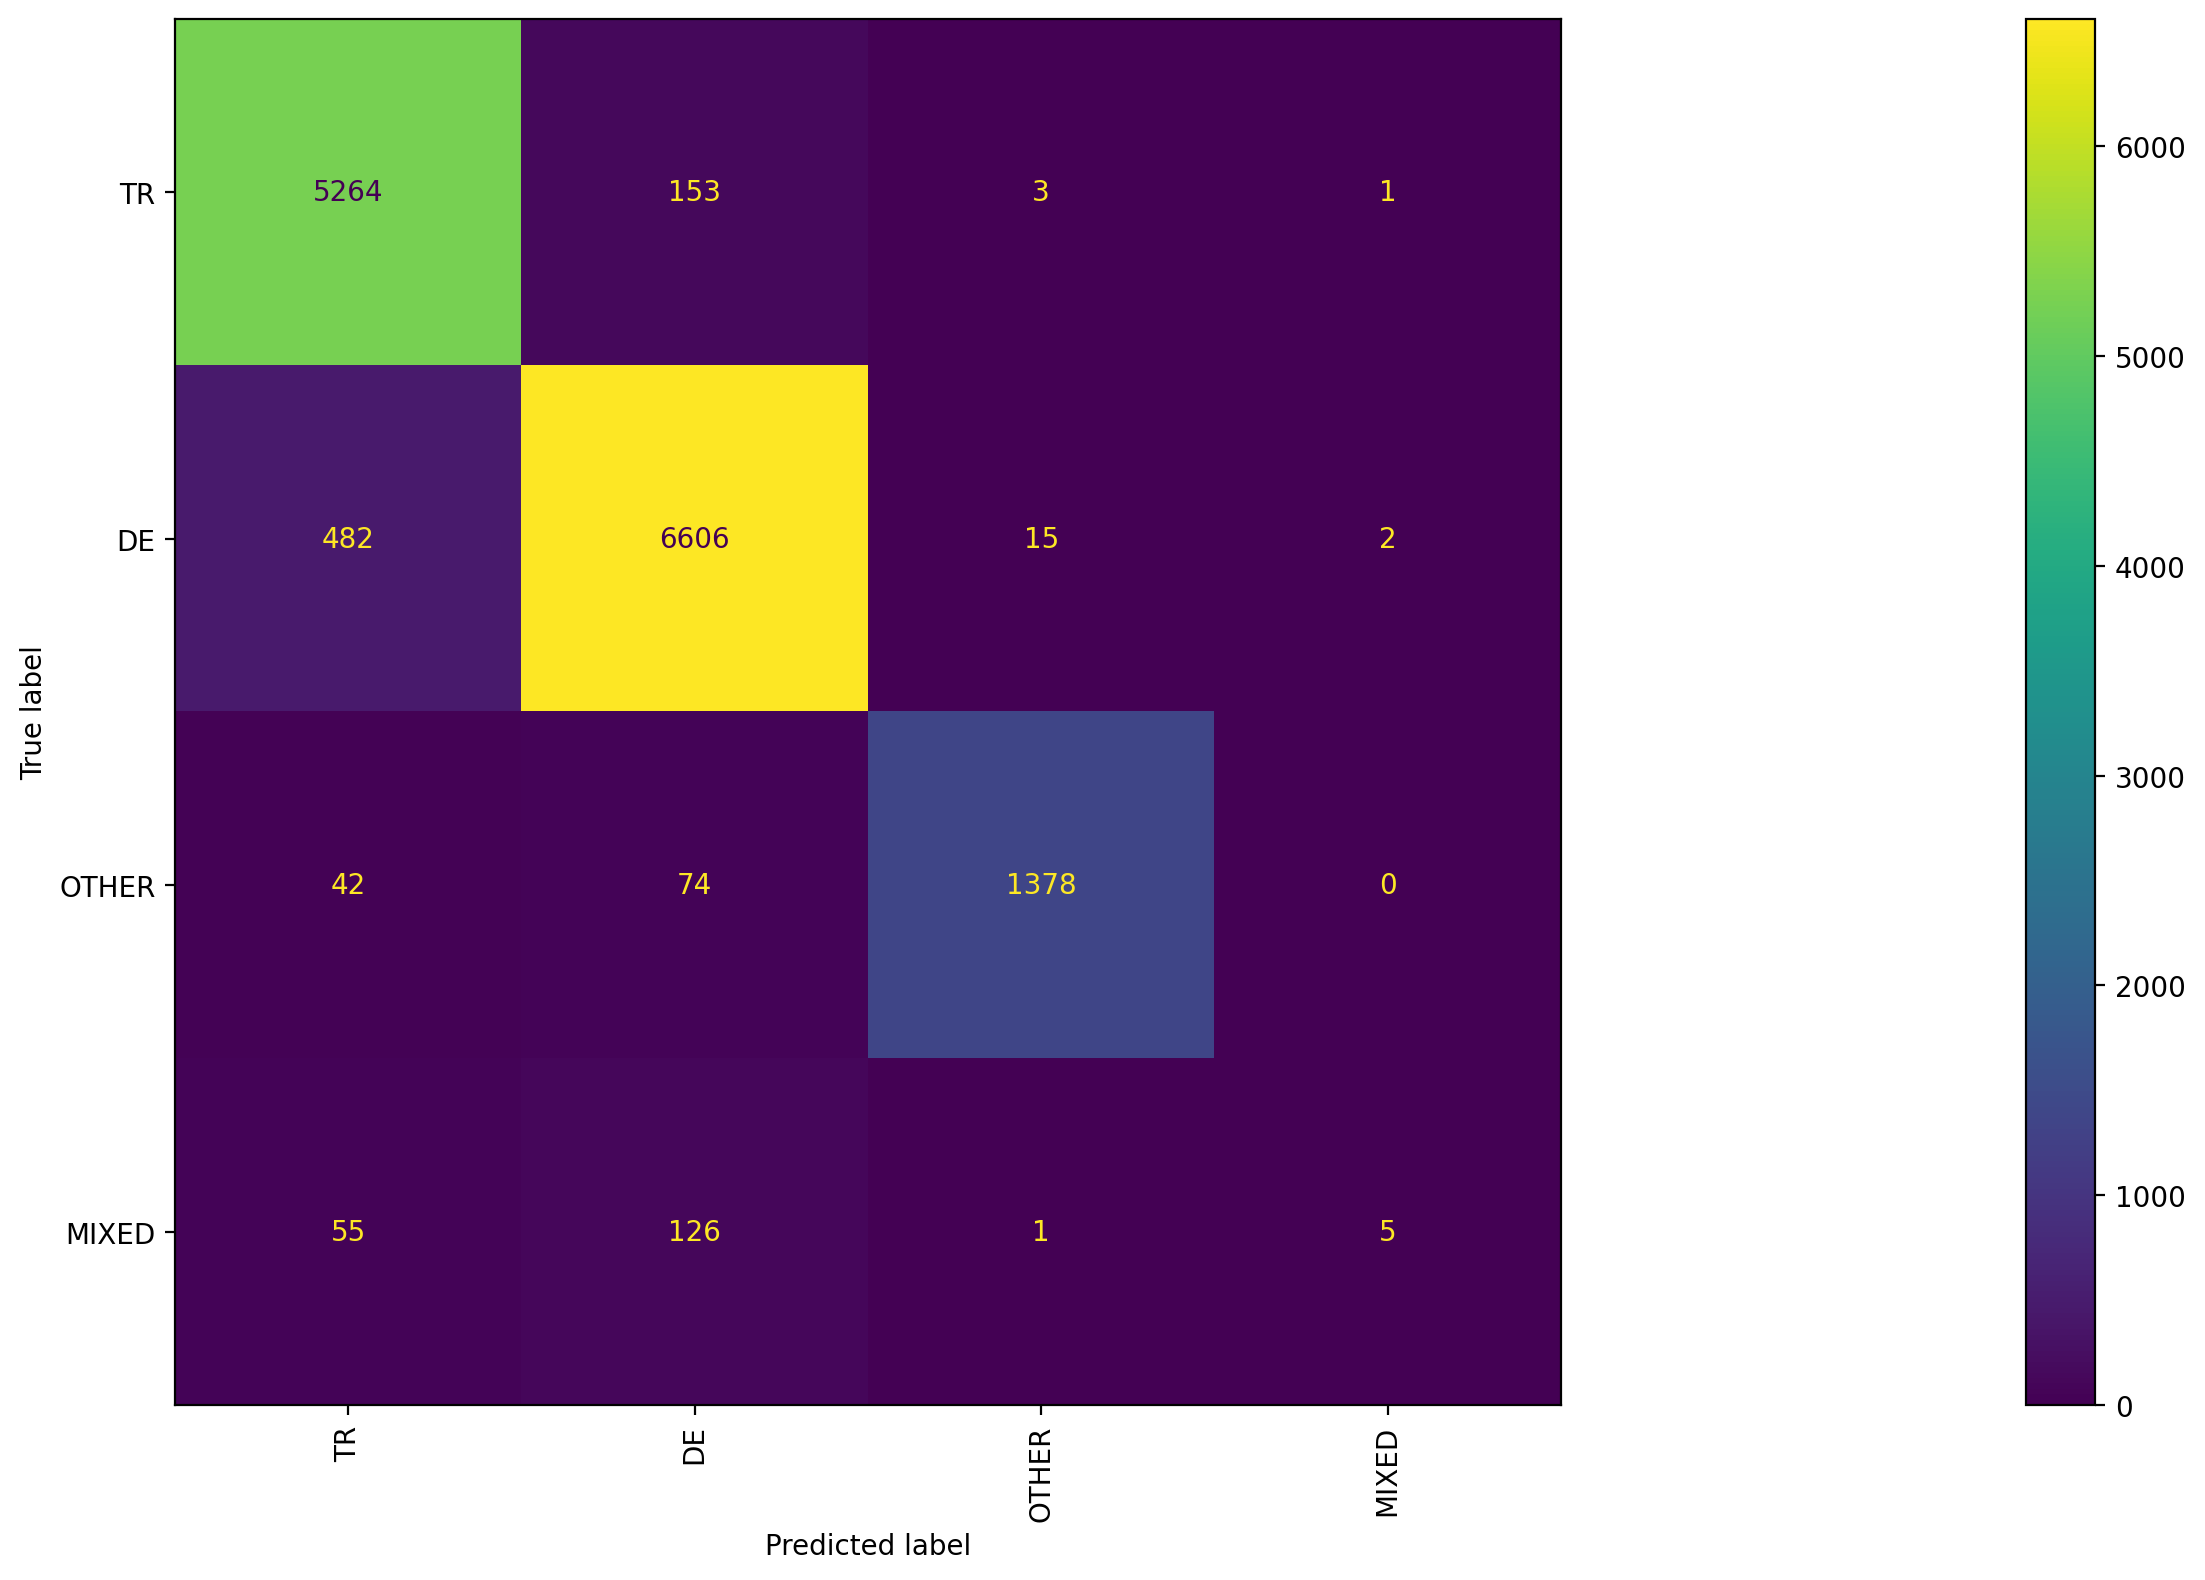 TR 5264 153 3 1
DE 482 6606 15 2
OTHER 42 74 1378 0
MIXED 55 126 1 5
TR DE OTHER MIXED
Predicted label
True label
6000
5000
4000
3000
2000
1000
0